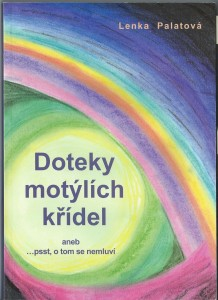 Lenka Palatová
Doteky
motýlích
křídel
aneb
...psst, o tom se nemluví